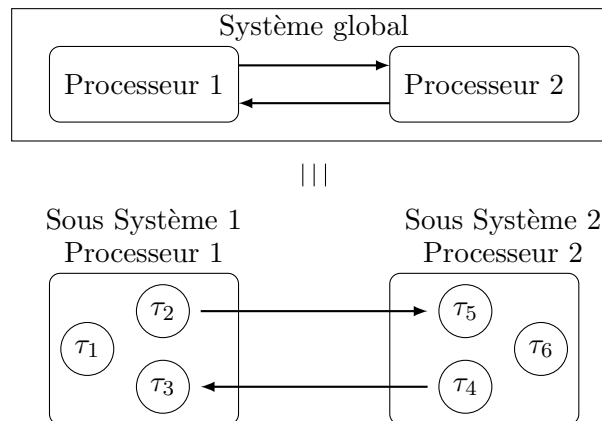 Système global
Processeur 1
Processeur 2
|||
Sous Système 1
Processeur 1
Sous Système 2
Processeur 2
τ2
τ5
τ1
τ6
τ3
τ4